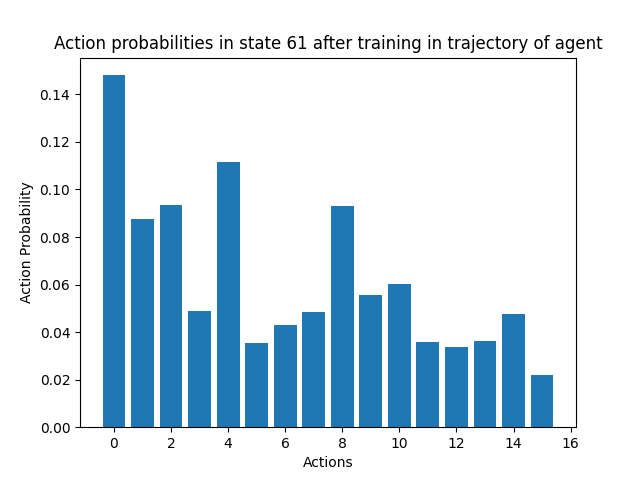 Action probabilities in state 61 after training in trajectory of agent
0.14
0.12
0.10
0.08
0.06
0.04
0.02
0.00
Action Probability
0 2 4 6 8 10 12 14 16
Actions